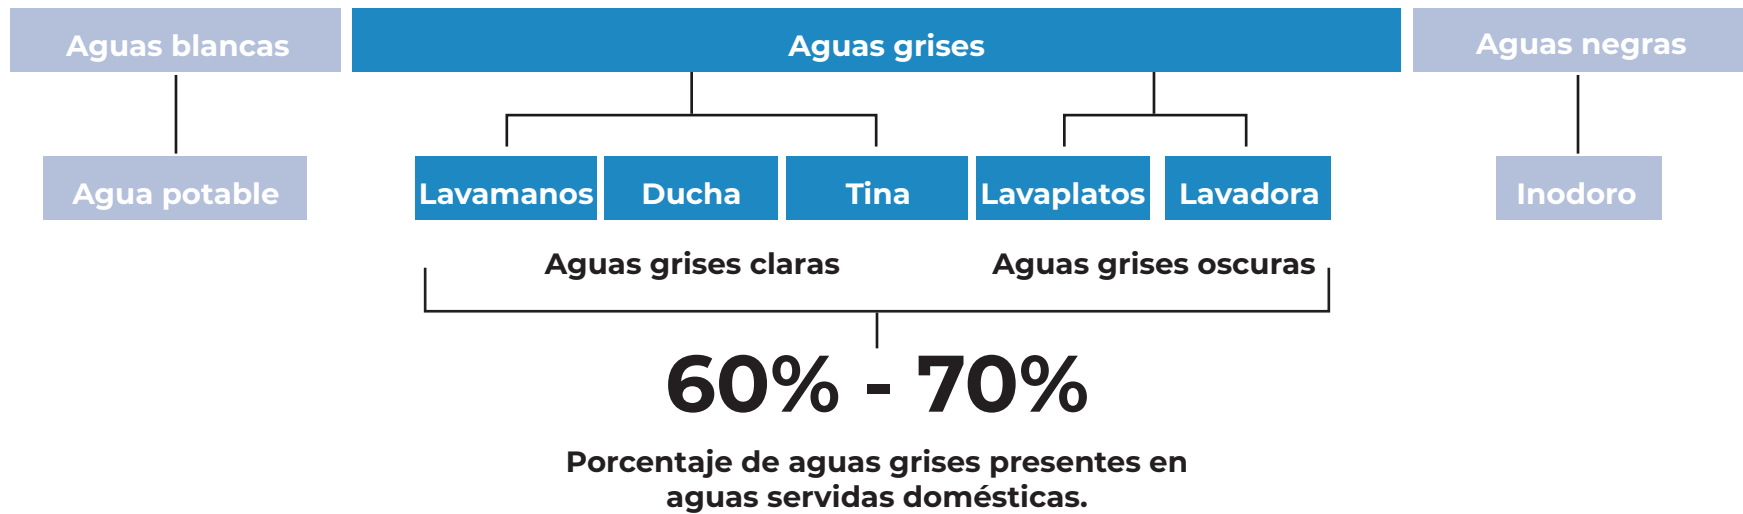 Aguas blancas
Aguas grises
Aguas negras
Agua potable
Lavamanos
Ducha
Tina
Lavaplatos
Lavadora
Inodoro
Aguas grises claras
Aguas grises oscuras
60% - 70%
Porcentaje de aguas grises presentes en
aguas servidas domésticas.